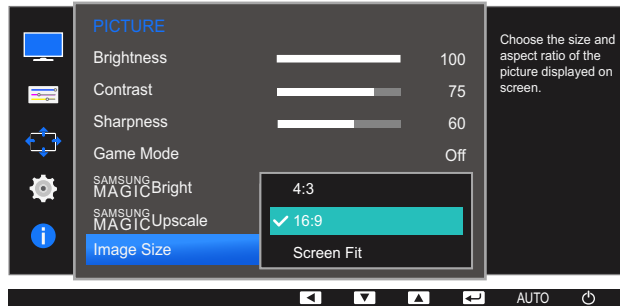 PICTURE
Brightness 100
Contrast 75
Sharpness 60
Game Mode Off
SAMSUNG
MAGICBright
SAMSUNG
MAGICUpscale
Image Size
4:3
16:9
Screen Fit
Choose the size and
aspect ratio of the
picture displayed on
screen.
AUTO